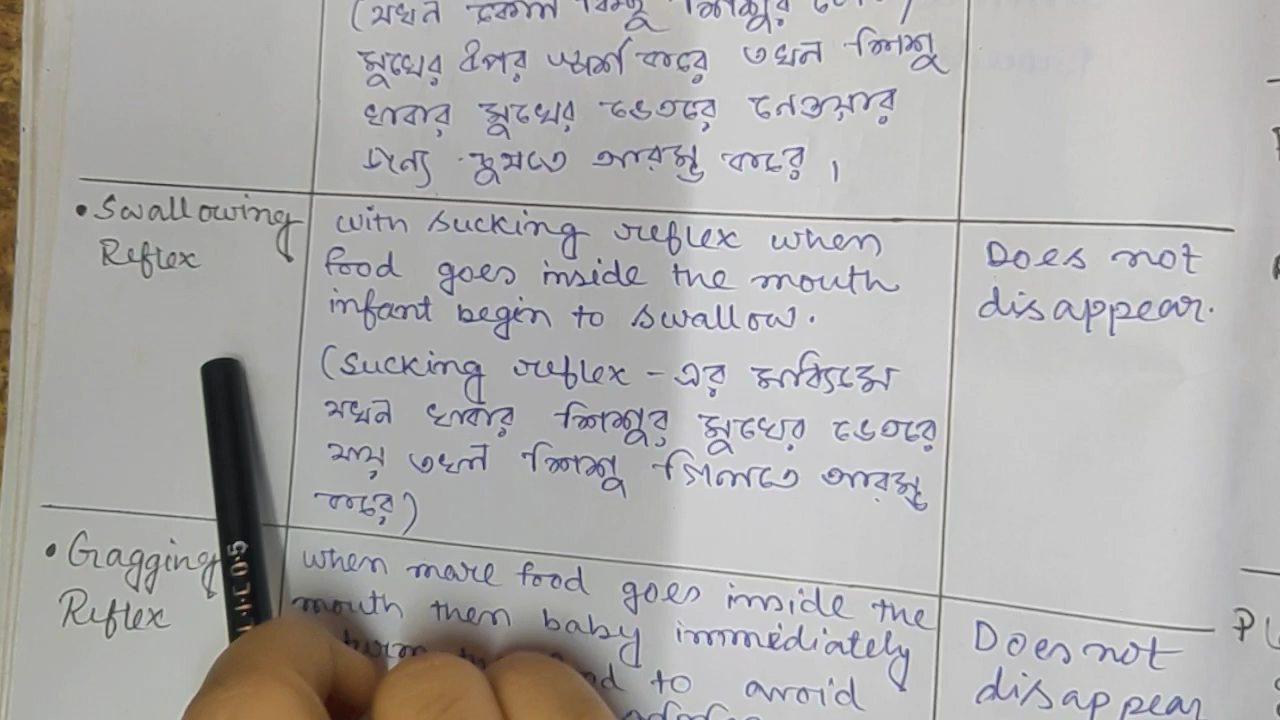 (যখন কোন কিছু শিশুর
মুখের উপর স্পর্শ করে তখন শিশু
খাবার মুখের ভেতরে নেওয়ার
জন্য চুষতে আরম্ভ করে।
• Swallowing
Reflex
with sucking reflex when
food goes inside the mouth
infant begin to swallow.
(Sucking reflex - এর মাধ্যমে
যখন খাবার শিশুর মুখের ভেতরে
যায় তখন শিশু গিলতে আরম্ভ
করে)
Does not
disappear.
• Gagging
Reflex
when more food goes inside the
mouth then baby immediately
to avoid
Does not
disappear